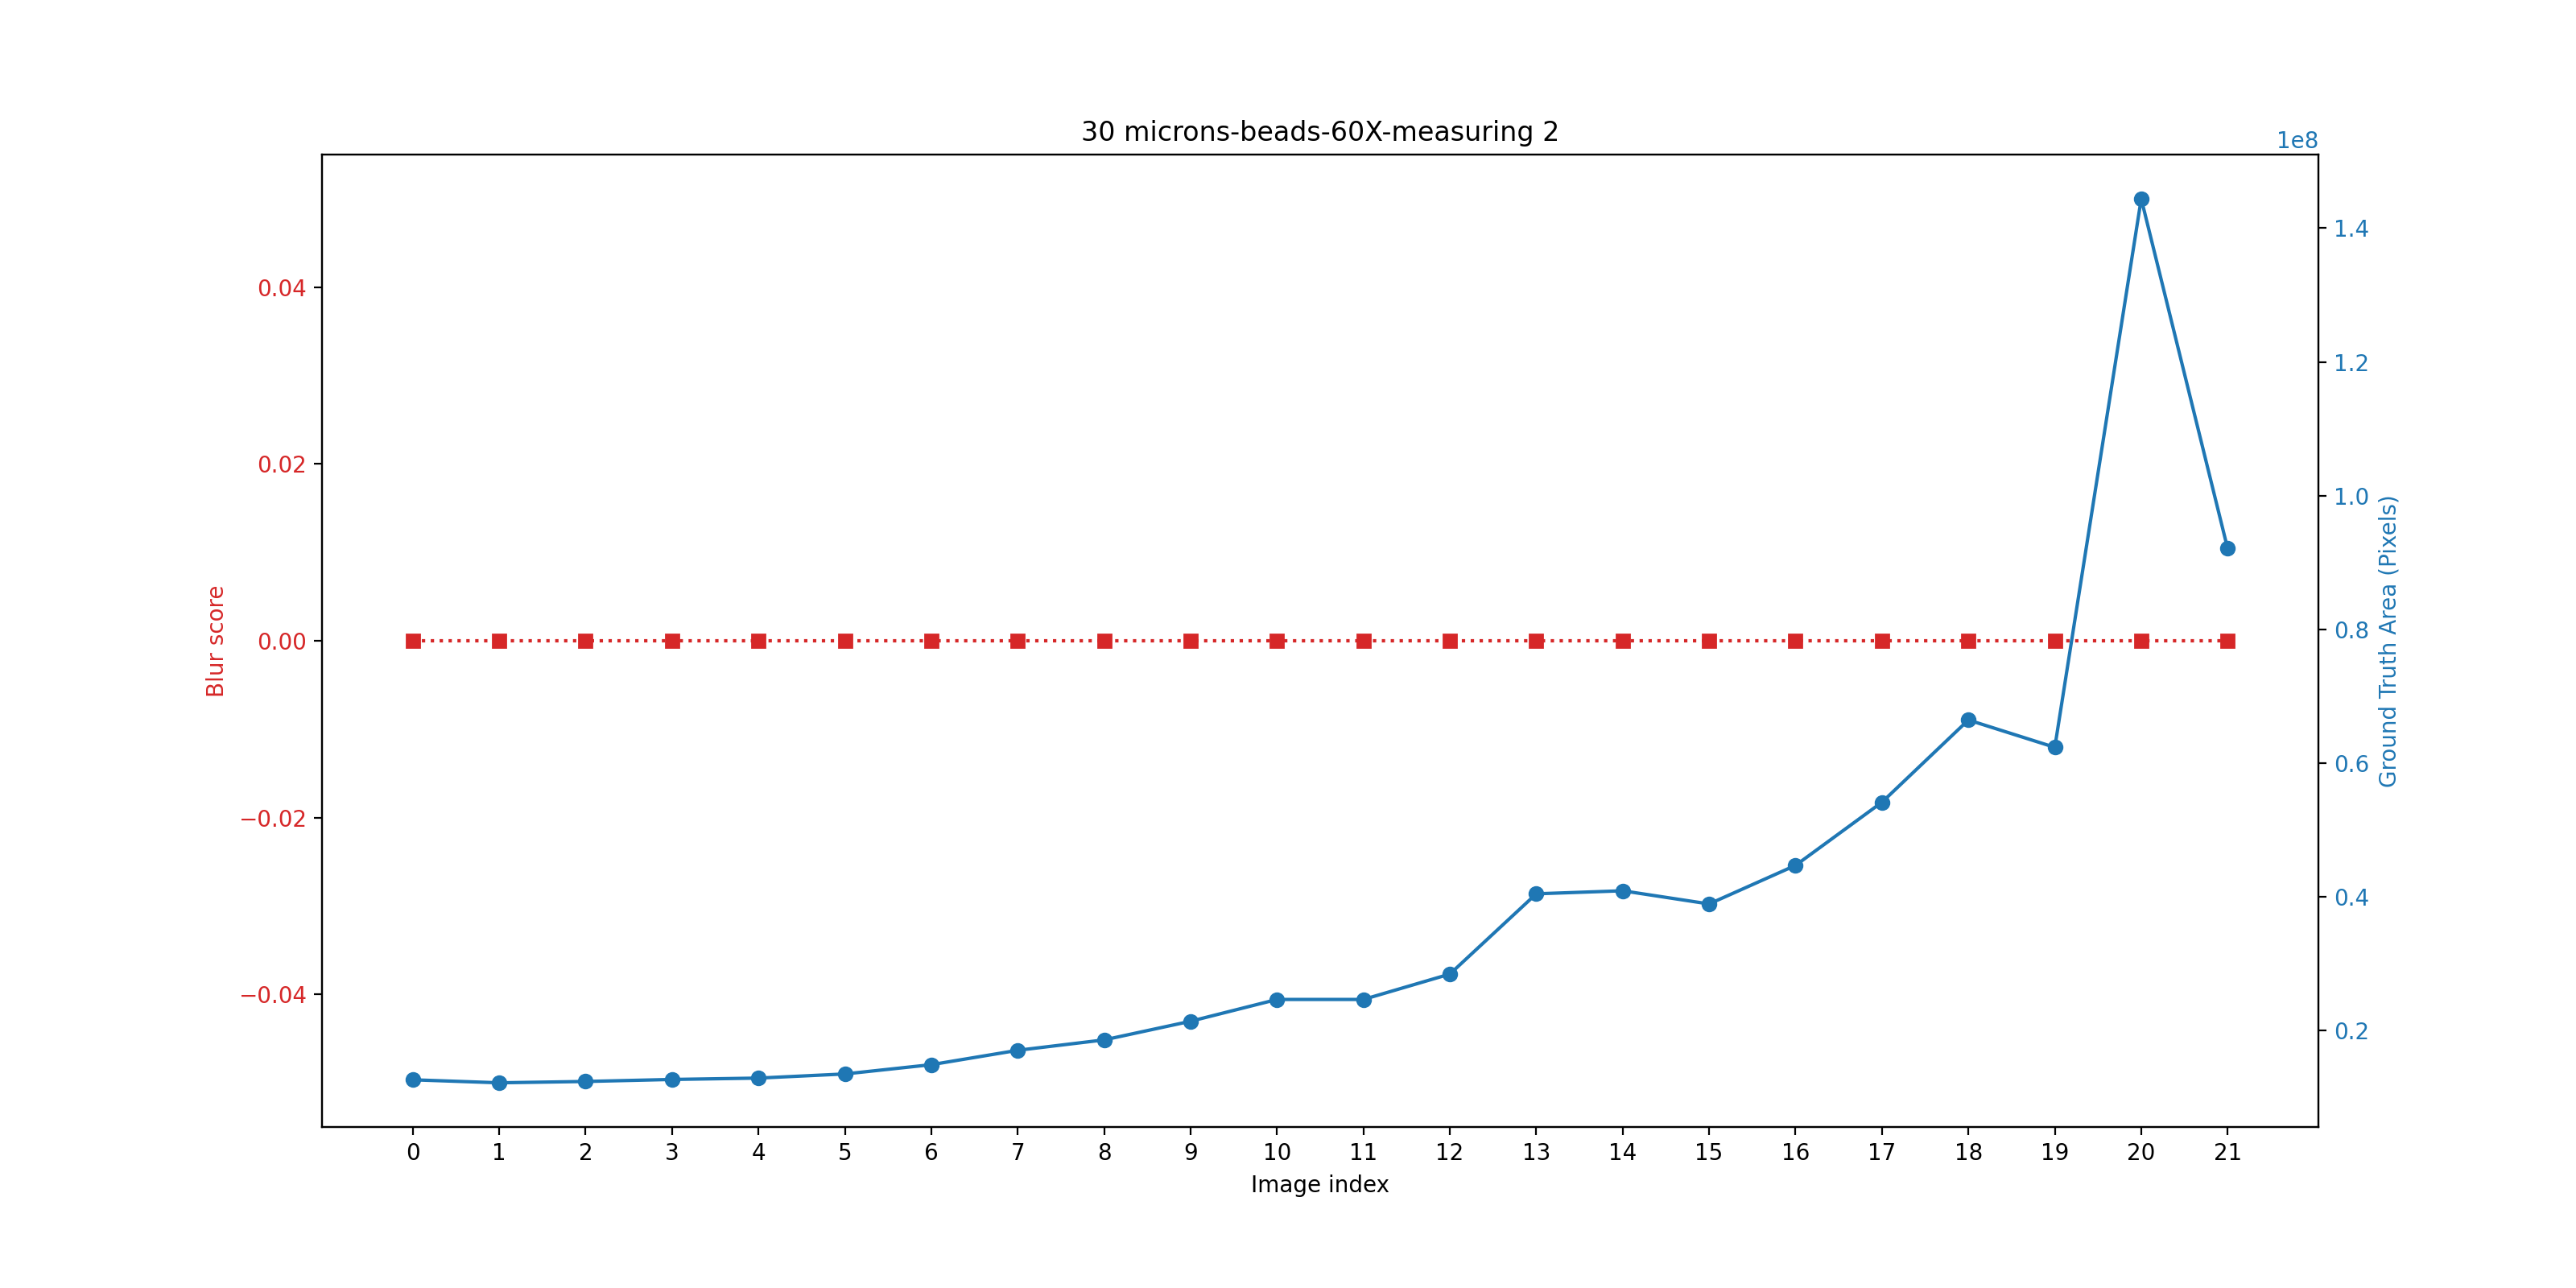 30 microns-beads-60X-measuring 2
1e8
0.04
0.02
0.00
−0.02
−0.04
Blur score
1.4
1.2
1.0
0.8
0.6
0.4
0.2
Ground Truth Area (Pixels)
0 1 2 3 4 5 6 7 8 9 10 11 12 13 14 15 16 17 18 19 20 21
Image index